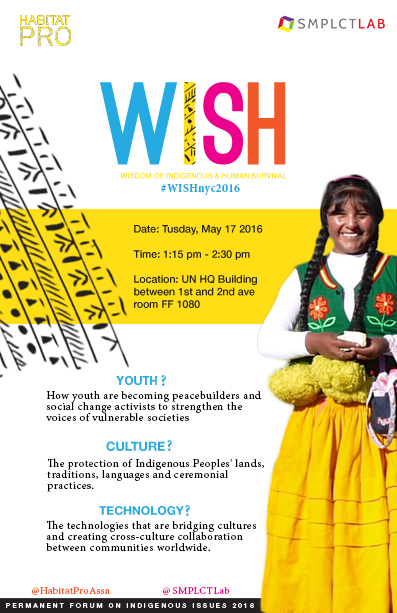 HABITAT
PRO
SMPLCTLAB
WISH
WISDOM OF INDIGENOUS & HUMAN SURVIVAL
#WISHnyc2016
Date: Tusday, May 17 2016
Time: 1:15 pm - 2:30 pm
Location: UN HQ Building
between 1st and 2nd ave
room FF 1080
YOUTH ?
How youth are becoming peacebuilders and
social change activists to strengthen the
voices of vulnerable societies
CULTURE?
The protection of Indigenous Peoples' lands,
traditions, languages and ceremonial
practices.
TECHNOLOGY?
The technologies that are bridging cultures
and creating cross-culture collaboration
between communities worldwide.
@HabitatProAssn @ SMPLCTLab
PERMANENT FORUM ON INDIGENOUS ISSUES 2016